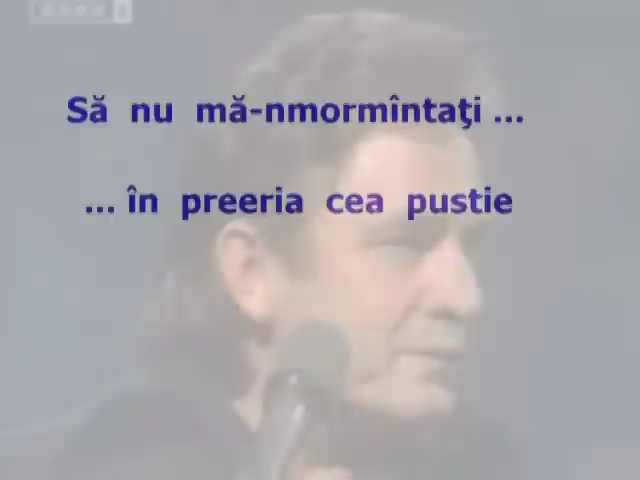 Să nu mă-nmormîntaţi ...
... în preeria cea pustie